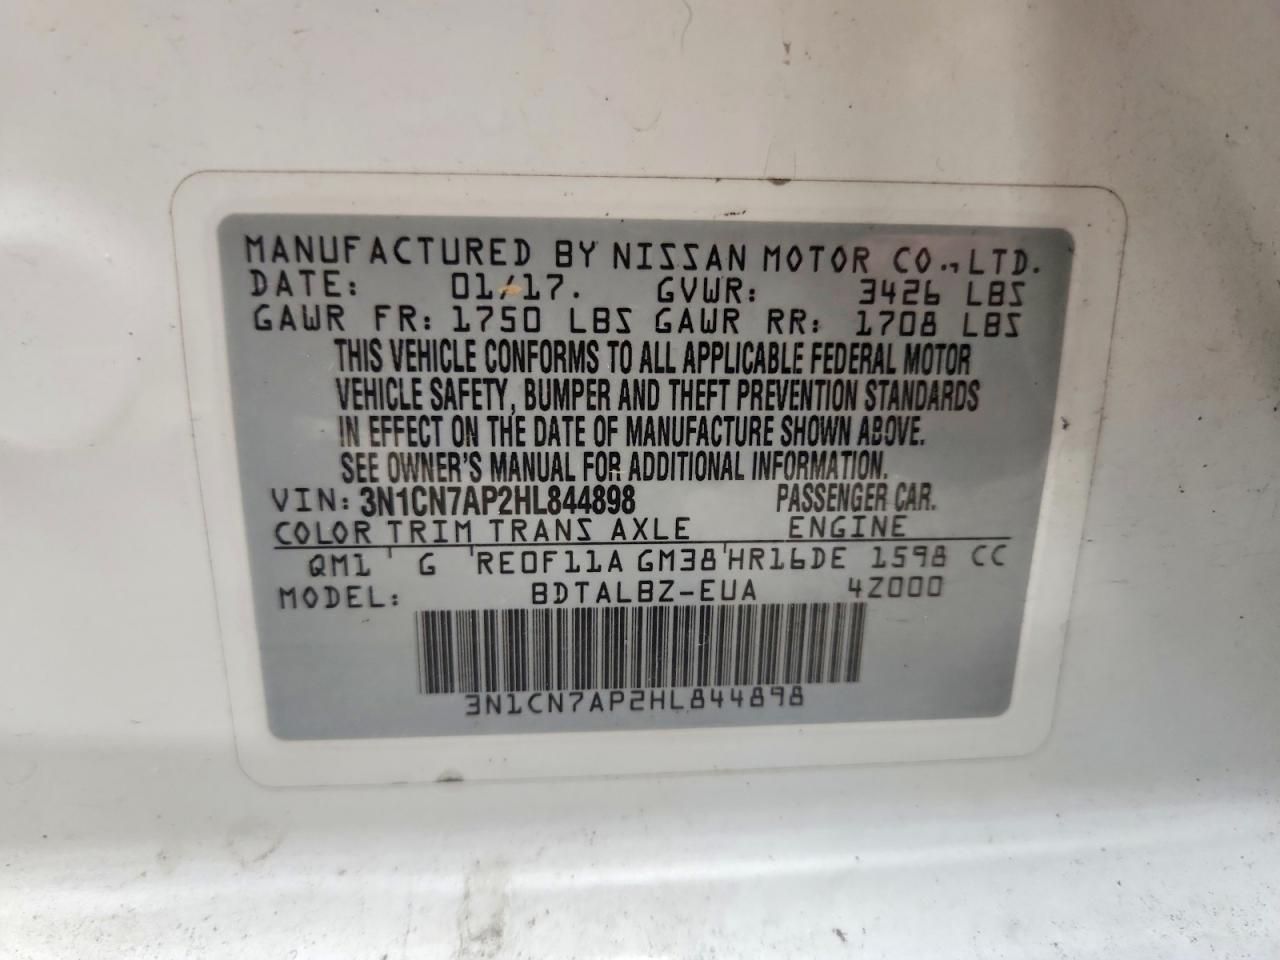 MANUFACTURED BY NISSAN MOTOR CO.,LTD.
DATE: 01/17. GVWR: 3426 LBS
GAWR FR: 1750 LBS GAWR RR: 1708 LBS
THIS VEHICLE CONFORMS TO ALL APPLICABLE FEDERAL MOTOR
VEHICLE SAFETY, BUMPER AND THEFT PREVENTION STANDARDS
IN EFFECT ON THE DATE OF MANUFACTURE SHOWN ABOVE.
SEE OWNER'S MANUAL FOR ADDITIONAL INFORMATION.
VIN: 3N1CN7AP2HL844898 PASSENGER CAR.
COLOR TRIM TRANS AXLE ENGINE
QM1 G RE0F11A GM38 HR16DE 1598 CC
MODEL: BDTALBZ-EUA 4Z000
3N1CN7AP2HL844898